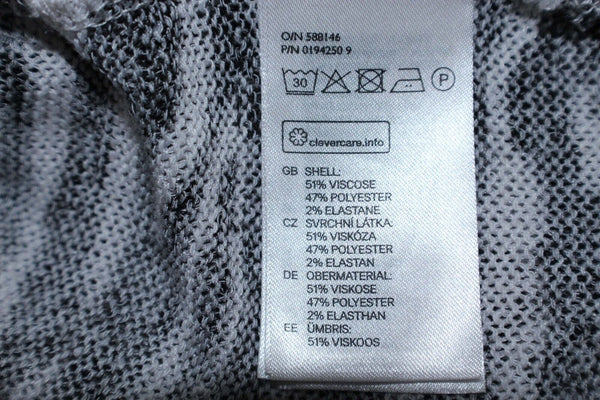 O/N 588146
P/N 0194250 9
30 P
clevercare.info
GB SHELL:
51% VISCOSE
47% POLYESTER
2% ELASTANE
CZ SVRCHNÍ LÁTKA:
51% VISKÓZA
47% POLYESTER
2% ELASTAN
DE OBERMATERIAL:
51% VISKOSE
47% POLYESTER
2% ELASTHAN
EE ÜMBRIS:
51% VISKOOS